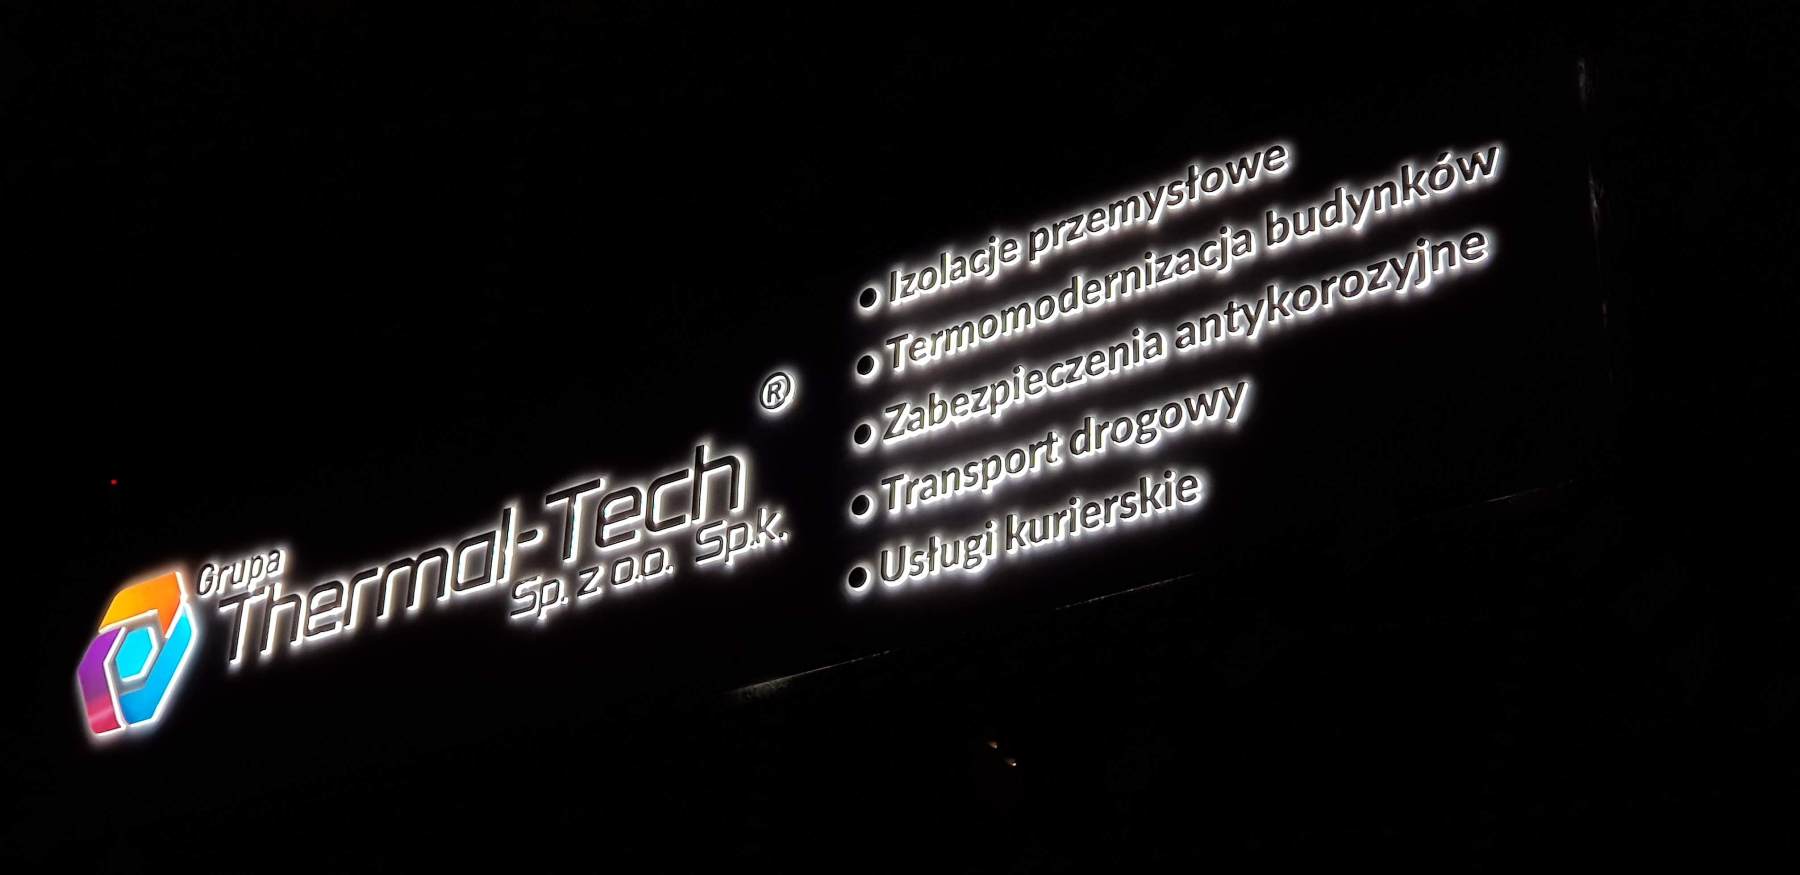 Grupa
Thermal-Tech ®
Sp. z o.o. Sp.k.
• Izolacje przemysłowe
• Termomodernizacja budynków
• Zabezpieczenia antykorozyjne
• Transport drogowy
• Usługi kurierskie